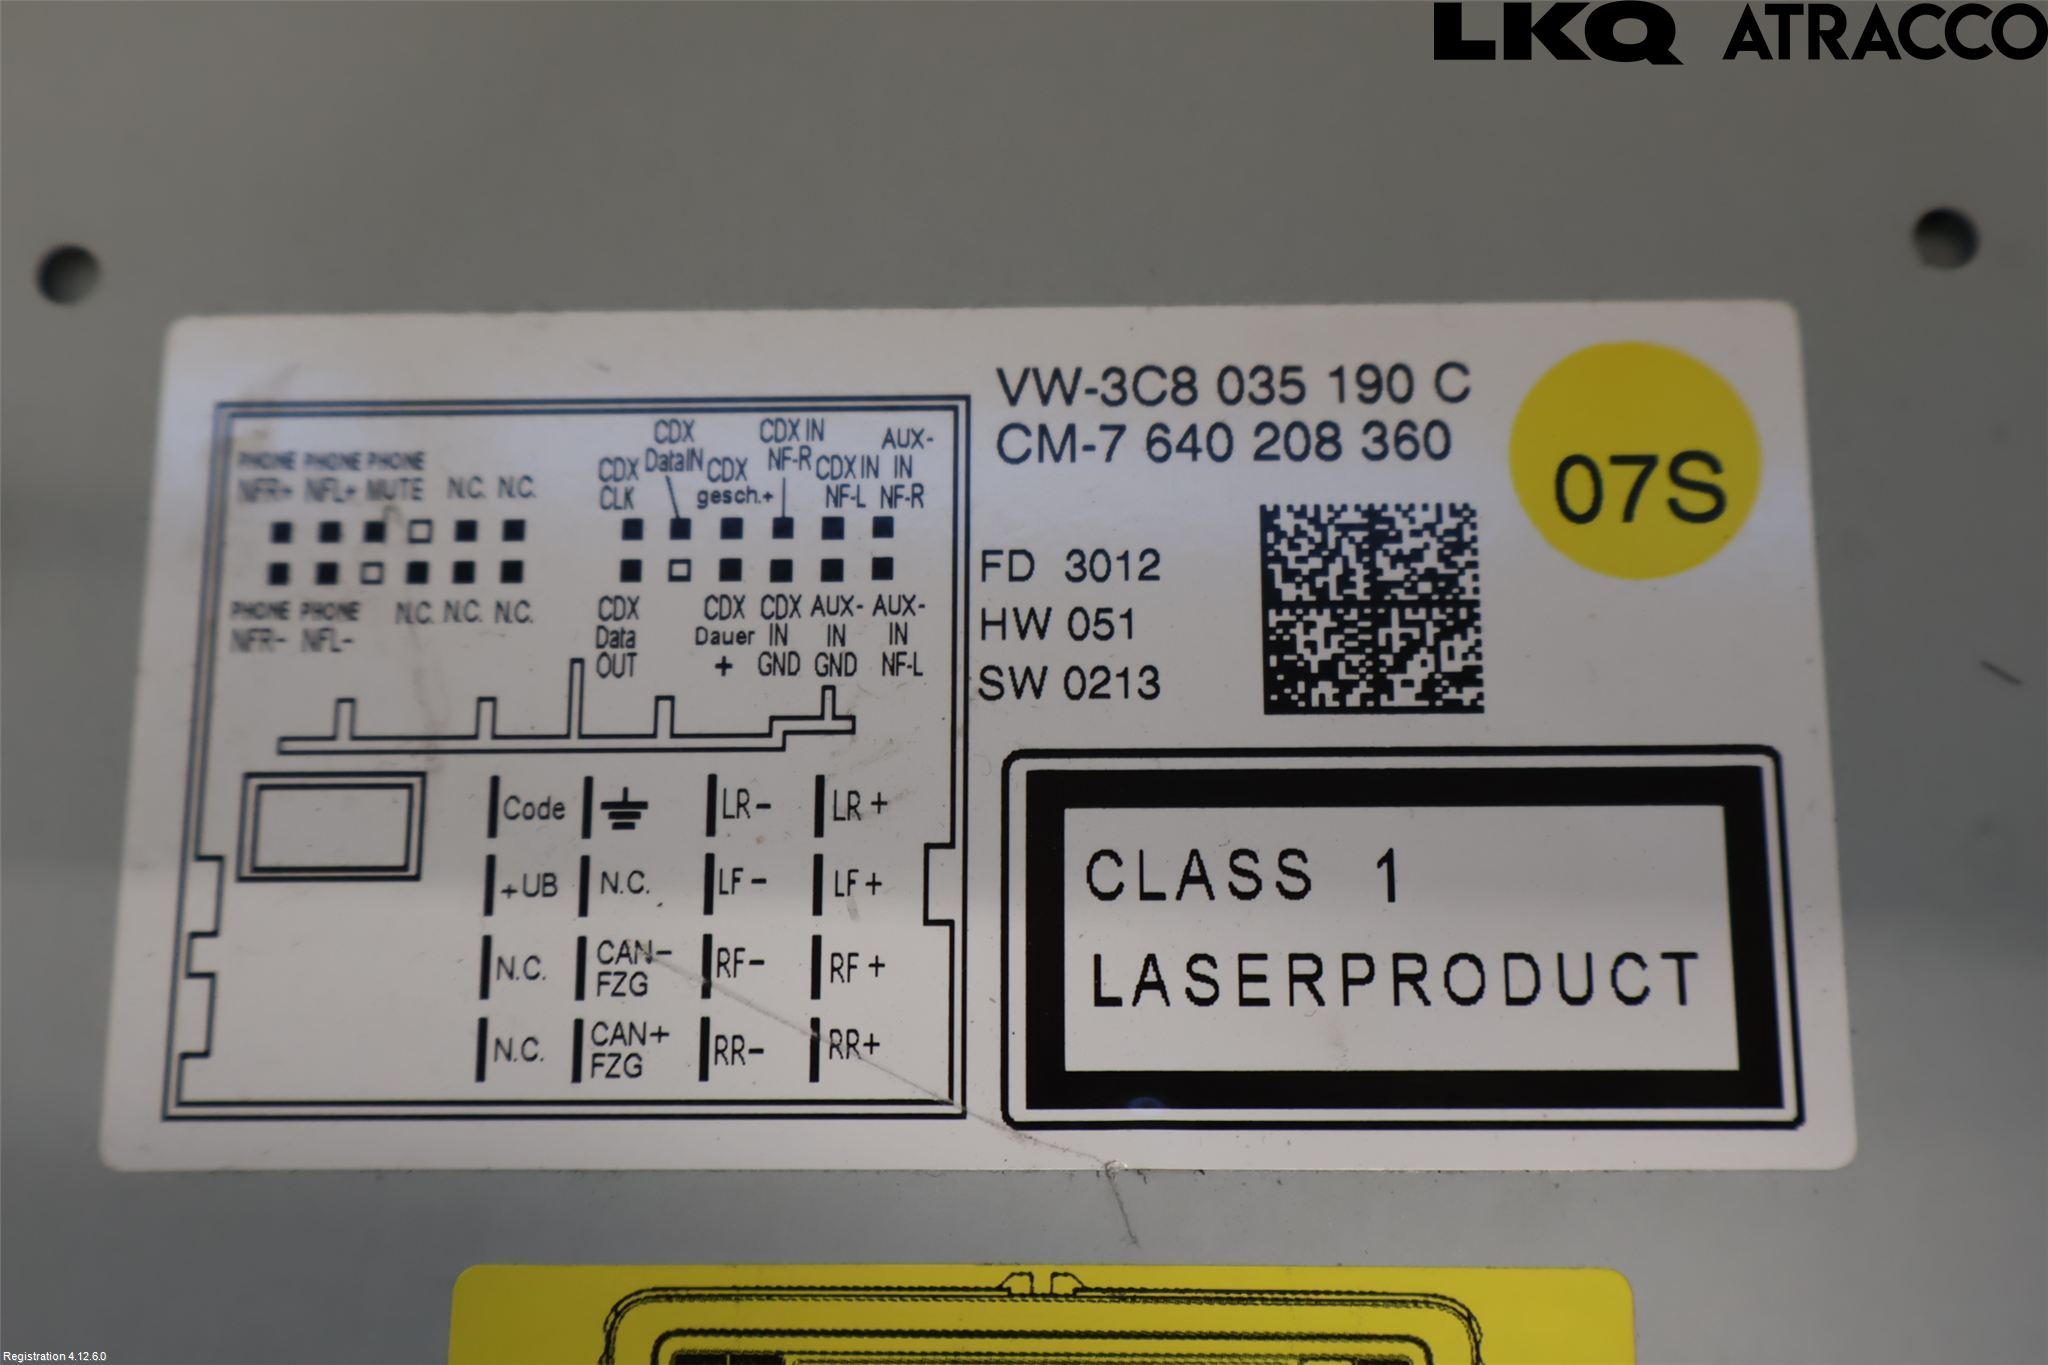 LKQ ATRACCO
VW-3C8 035 190 C
CM-7 640 208 360
07S
FD 3012
HW 051
SW 0213
CLASS 1
LASERPRODUCT
PHONE NFR+
PHONE NFL+
PHONE MUTE
N.C. N.C.
CDX CLK
CDX DataIN
CDX gesch.+
CDX IN NF-R
CDX IN NF-L
AUX-IN NF-R
PHONE NFR-
PHONE NFL-
N.C. N.C. N.C.
CDX Data OUT
CDX Dauer +
CDX IN GND
AUX-IN GND
AUX-IN NF-L
Code LR- LR+
+UB N.C. LF- LF+
N.C. CAN- FZG RF- RF+
N.C. CAN+ FZG RR- RR+
Registration 4.12.6.0